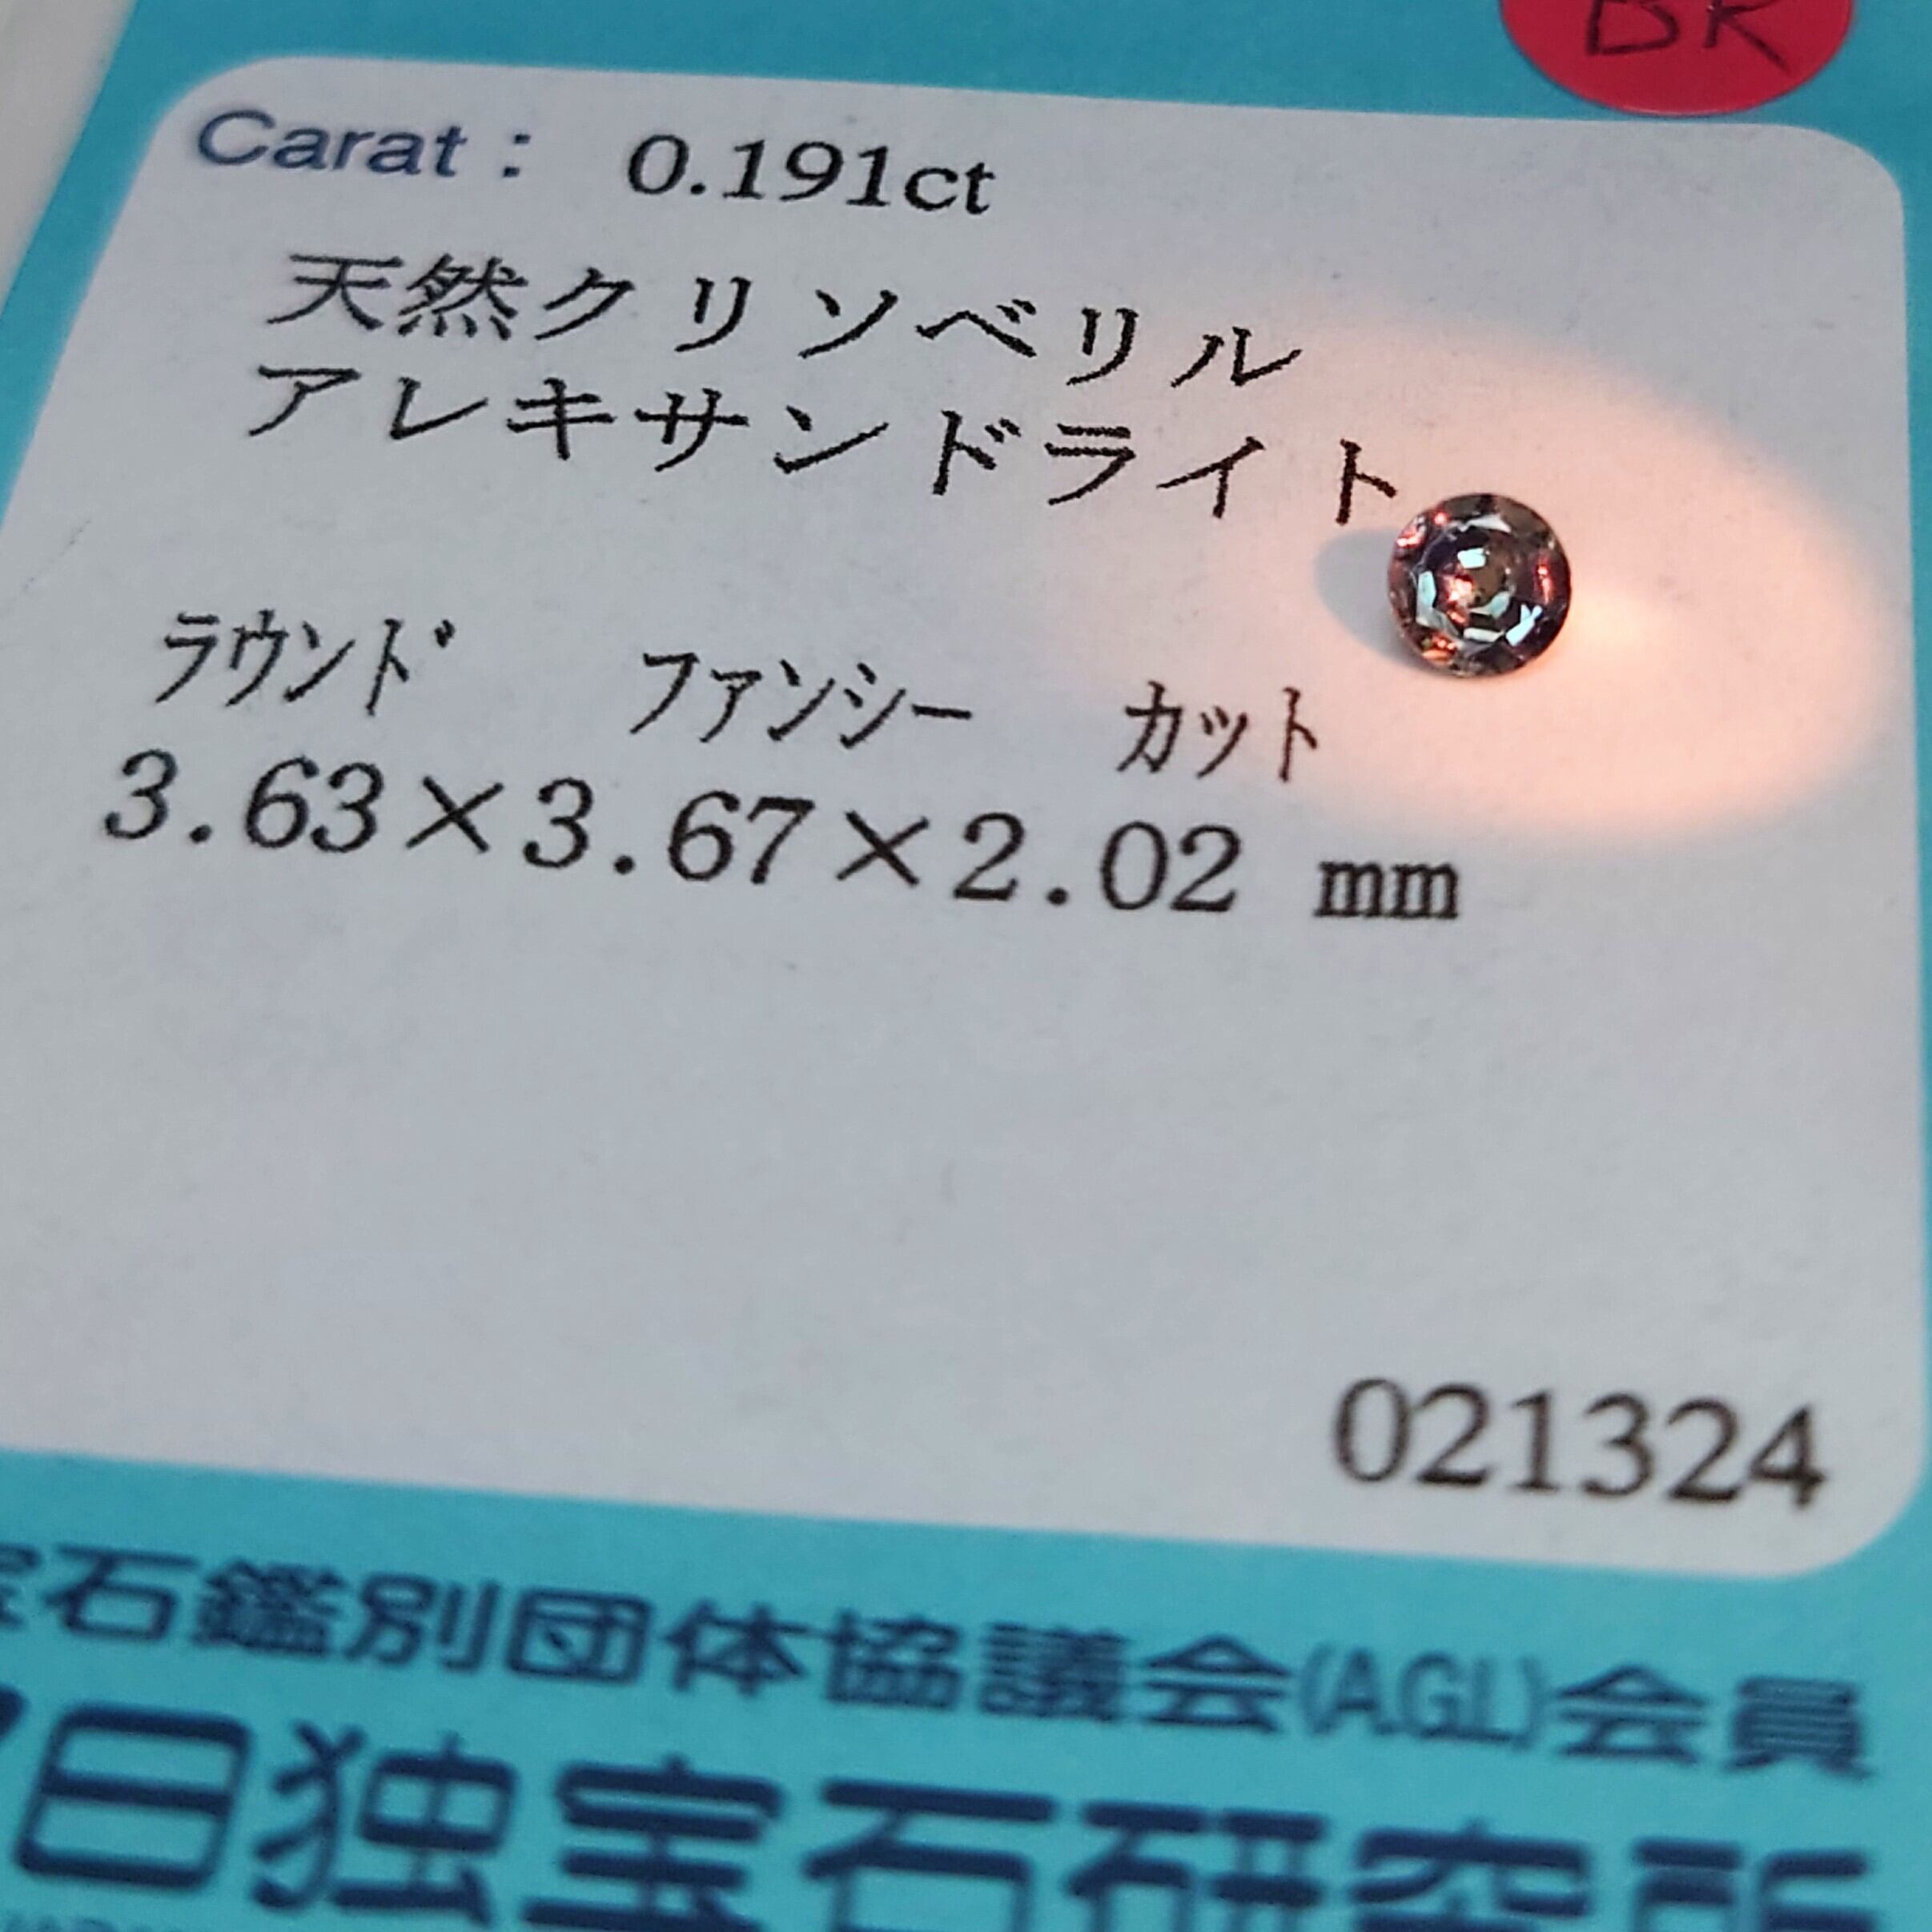 BR
Carat : 0.191ct
天然クリソベリル
アレキサンドライト
ラウンド ファンシー カット
3.63×3.67×2.02 mm
021324
宝石鑑別団体協議会(AGL)会員
日独宝石研究所